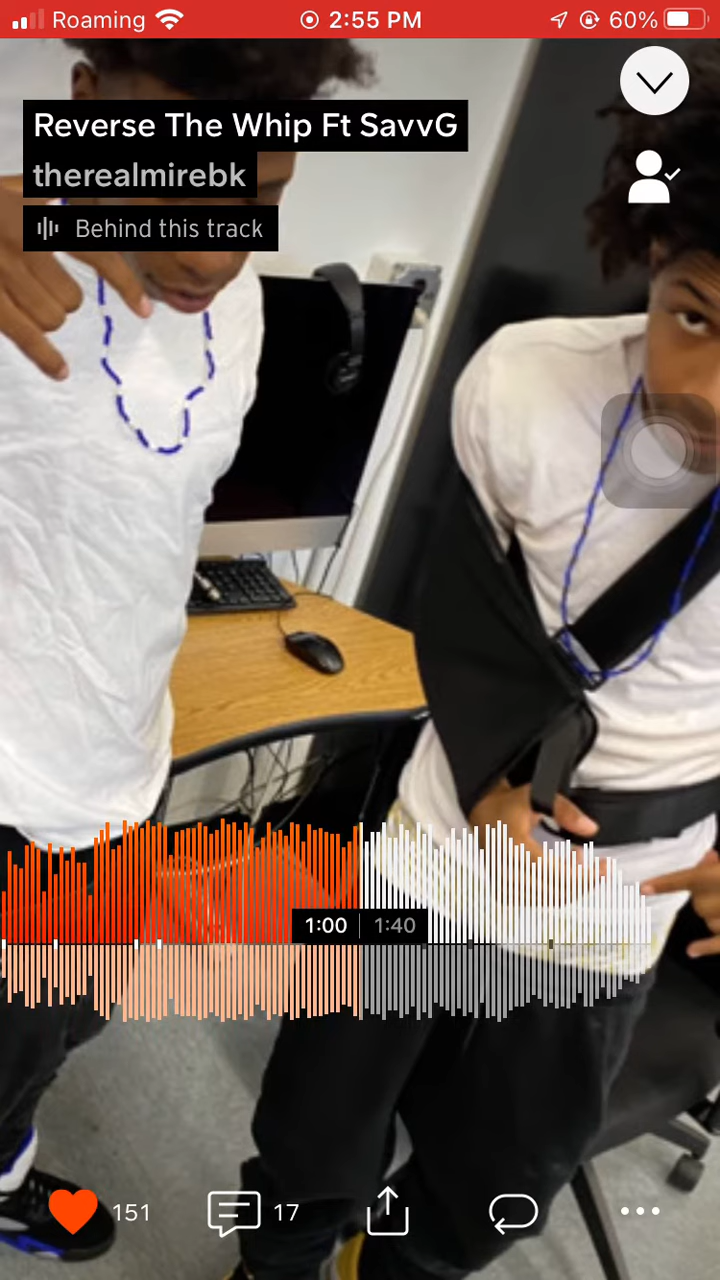 Roaming 2:55 PM 60%
Reverse The Whip Ft SavvG
therealmirebk
Behind this track
1:00 1:40
151 17